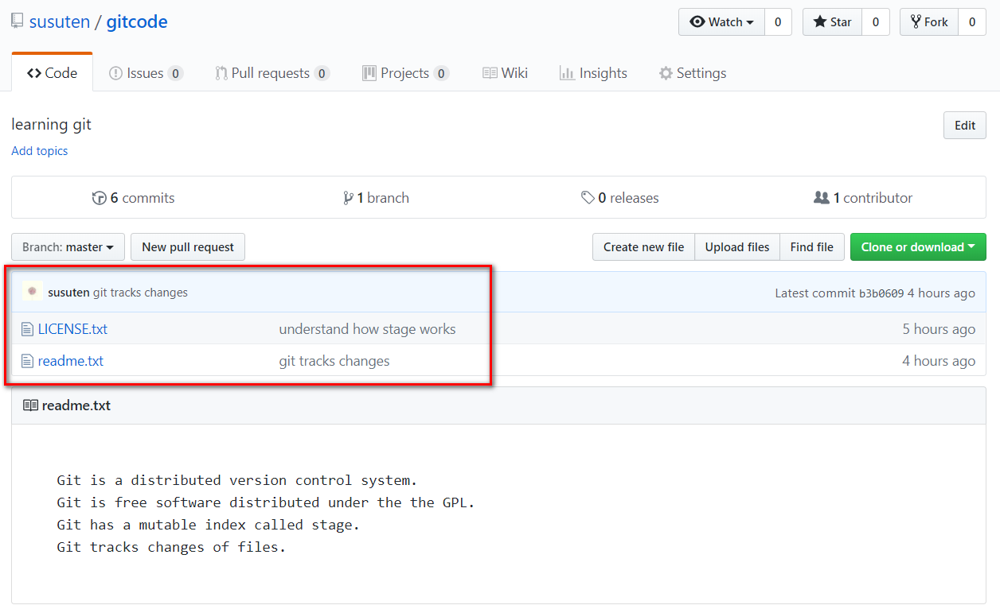 susuten / gitcode
Watch 0 Star 0 Fork 0
Code Issues 0 Pull requests 0 Projects 0 Wiki Insights Settings
learning git Edit
Add topics
6 commits 1 branch 0 releases 1 contributor
Branch: master New pull request Create new file Upload files Find file Clone or download
susuten git tracks changes Latest commit b3b0609 4 hours ago
LICENSE.txt understand how stage works 5 hours ago
readme.txt git tracks changes 4 hours ago
readme.txt
Git is a distributed version control system.
Git is free software distributed under the the GPL.
Git has a mutable index called stage.
Git tracks changes of files.